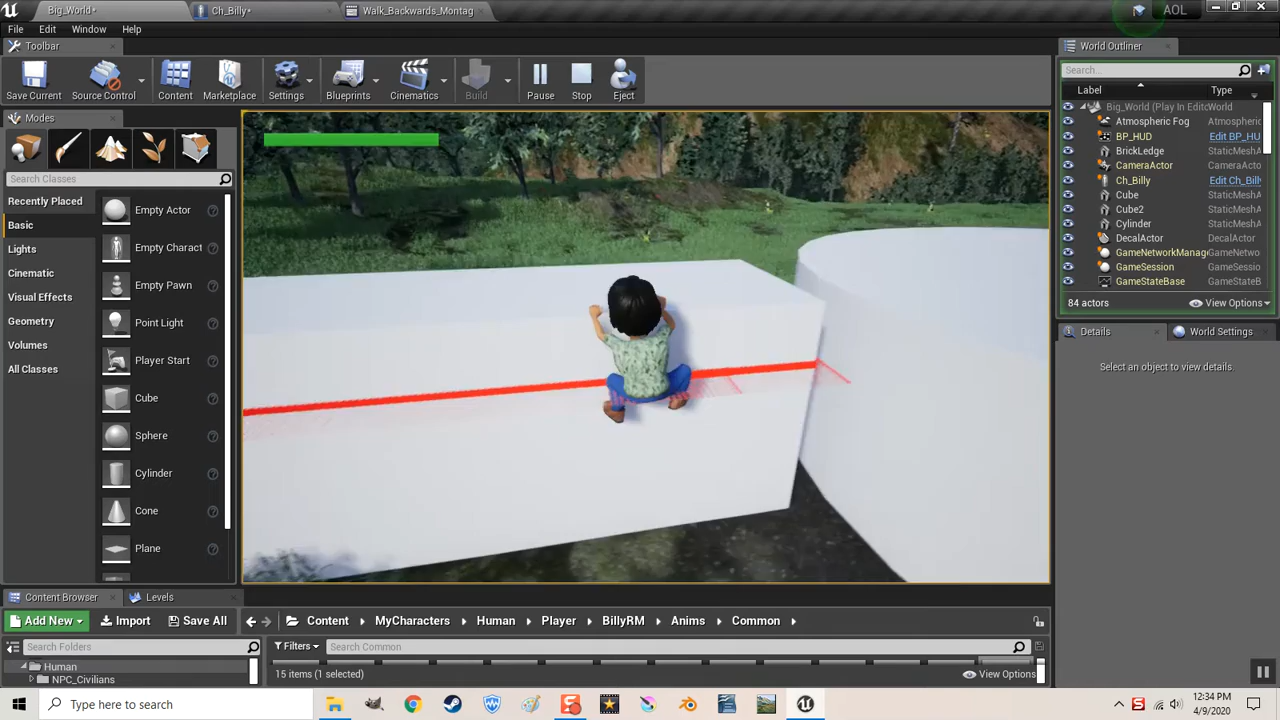 Big_World*
Ch_Billy*
Walk_Backwards_Montag
AOL
File Edit Window Help
Toolbar
World Outliner
Save Current
Source Control
Content
Marketplace
Settings
Blueprints
Cinematics
Build
Pause
Stop
Eject
Search...
Label Type
Big_World (Play In Editor World
Atmospheric Fog Atmospheric
BP_HUD Edit BP_HU
BrickLedge StaticMeshA
CameraActor CameraActor
Ch_Billy Edit Ch_Billy
Cube StaticMeshA
Cube2 StaticMeshA
Cylinder StaticMeshA
DecalActor DecalActor
GameNetworkManag GameNetwo
GameSession GameSessio
GameStateBase GameStateB
84 actors View Options
Modes
Search Classes
Recently Placed
Basic
Lights
Cinematic
Visual Effects
Geometry
Volumes
All Classes
Empty Actor
Empty Charact
Empty Pawn
Point Light
Player Start
Cube
Sphere
Cylinder
Cone
Plane
Details
World Settings
Select an object to view details.
Content Browser
Levels
Add New Import Save All
Content MyCharacters Human Player BillyRM Anims Common
Search Folders
Filters Search Common
Human
NPC_Civilians
15 items (1 selected) View Options
Type here to search
12:34 PM
4/9/2020